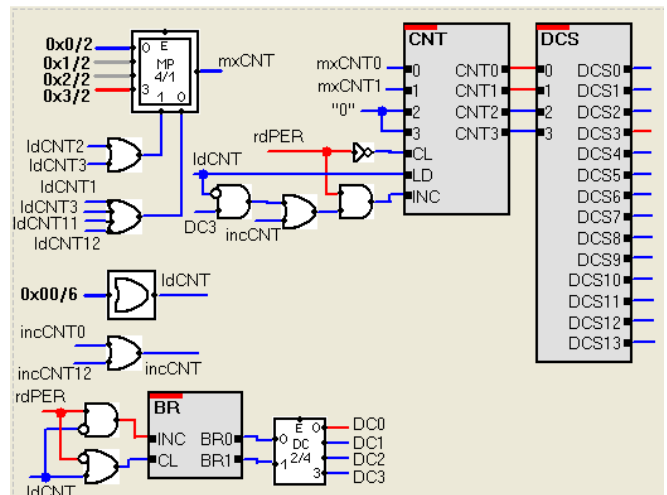 0x0/2
0x1/2
0x2/2
0x3/2
0 E
MP
4/1
3
1 0
mxCNT
ldCNT2
ldCNT3
ldCNT1
ldCNT3
ldCNT11
ldCNT12
0x00/6
ldCNT
incCNT0
incCNT12
incCNT
rdPER
ldCNT
BR
INC BR0
CL BR1
E
0 0
DC 1
2/4 2
1 3
DC0
DC1
DC2
DC3
mxCNT0
mxCNT1
"0"
rdPER
ldCNT
DC3
incCNT
CNT
0 CNT0
1 CNT1
2 CNT2
3 CNT3
CL
LD
INC
DCS
0 DCS0
1 DCS1
2 DCS2
3 DCS3
DCS4
DCS5
DCS6
DCS7
DCS8
DCS9
DCS10
DCS11
DCS12
DCS13